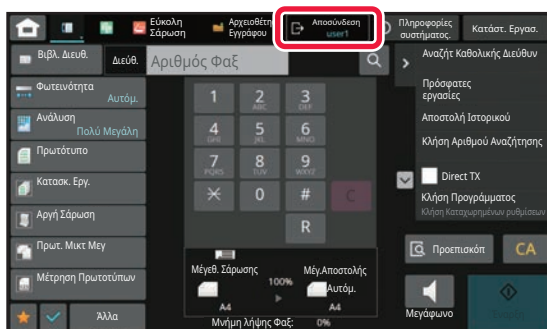 Εύκολη
Σάρωση
Αρχειοθέτη
Εγγράφου
Αποσύνδεση
user1
Πληροφορίες
συστήματος.
Κατάστ. Εργασ.
Βιβλ. Διευθ.
Διεύθ.
Αριθμός Φαξ
Αναζήτ Καθολικής Διεύθυν
Φωτεινότητα
Αυτόμ.
Ανάλυση
Πολύ Μεγάλη
Πρωτότυπο
Κατασκ. Εργ.
Αργή Σάρωση
Πρωτ. Μικτ Μεγ
Μέτρηση Πρωτοτύπων
Άλλα
1
2
ABC
3
DEF
4
GHI
5
JKL
6
MNO
7
PQRS
8
TUV
9
WXYZ
0
#
C
R
Μέγεθ. Σάρωσης
100%
Μέγ.Αποστολής
Αυτόμ.
A4
A4
Μνήμη λήψης Φαξ: 0%
Πρόσφατες
εργασίες
Αποστολή Ιστορικού
Κλήση Αριθμού Αναζήτησης
Direct TX
Κλήση Προγράμματος
Κλήση Καταχωρημένων ρυθμίσεων
Προεπισκόπ
CA
Μεγάφωνο